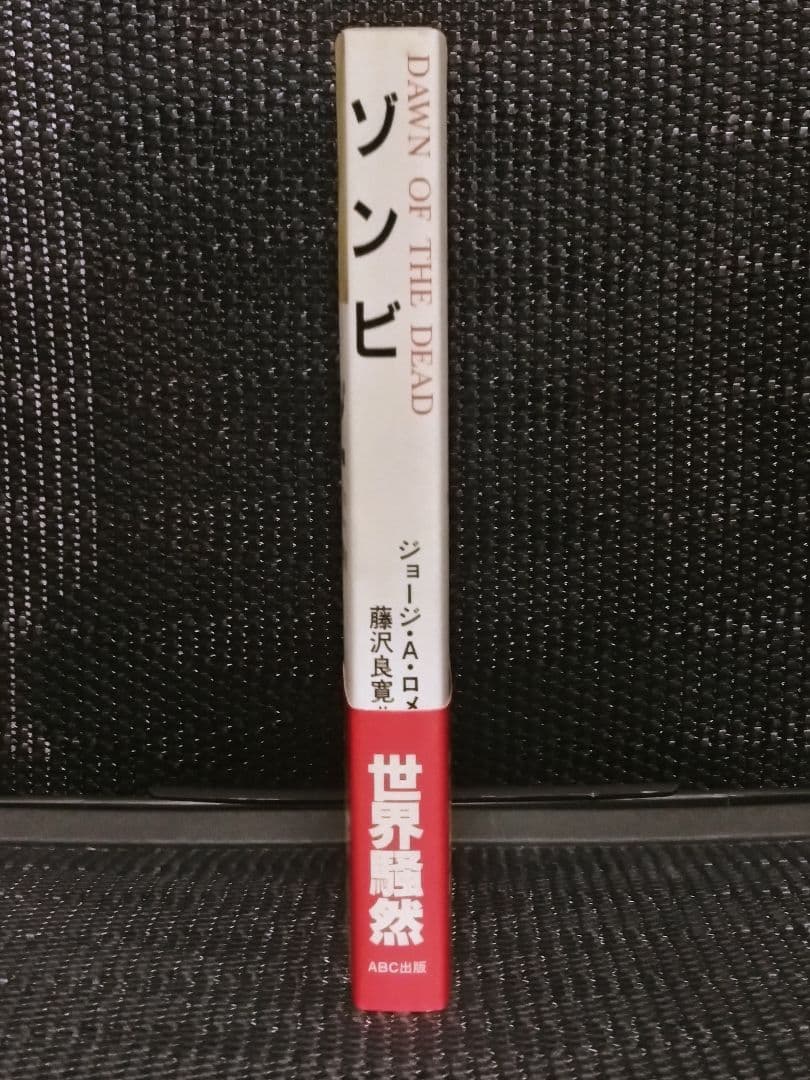 DAWN OF THE DEAD
ゾンビ
ジョージ・A・ロメ
藤沢良寛
世界騒然
ABC出版